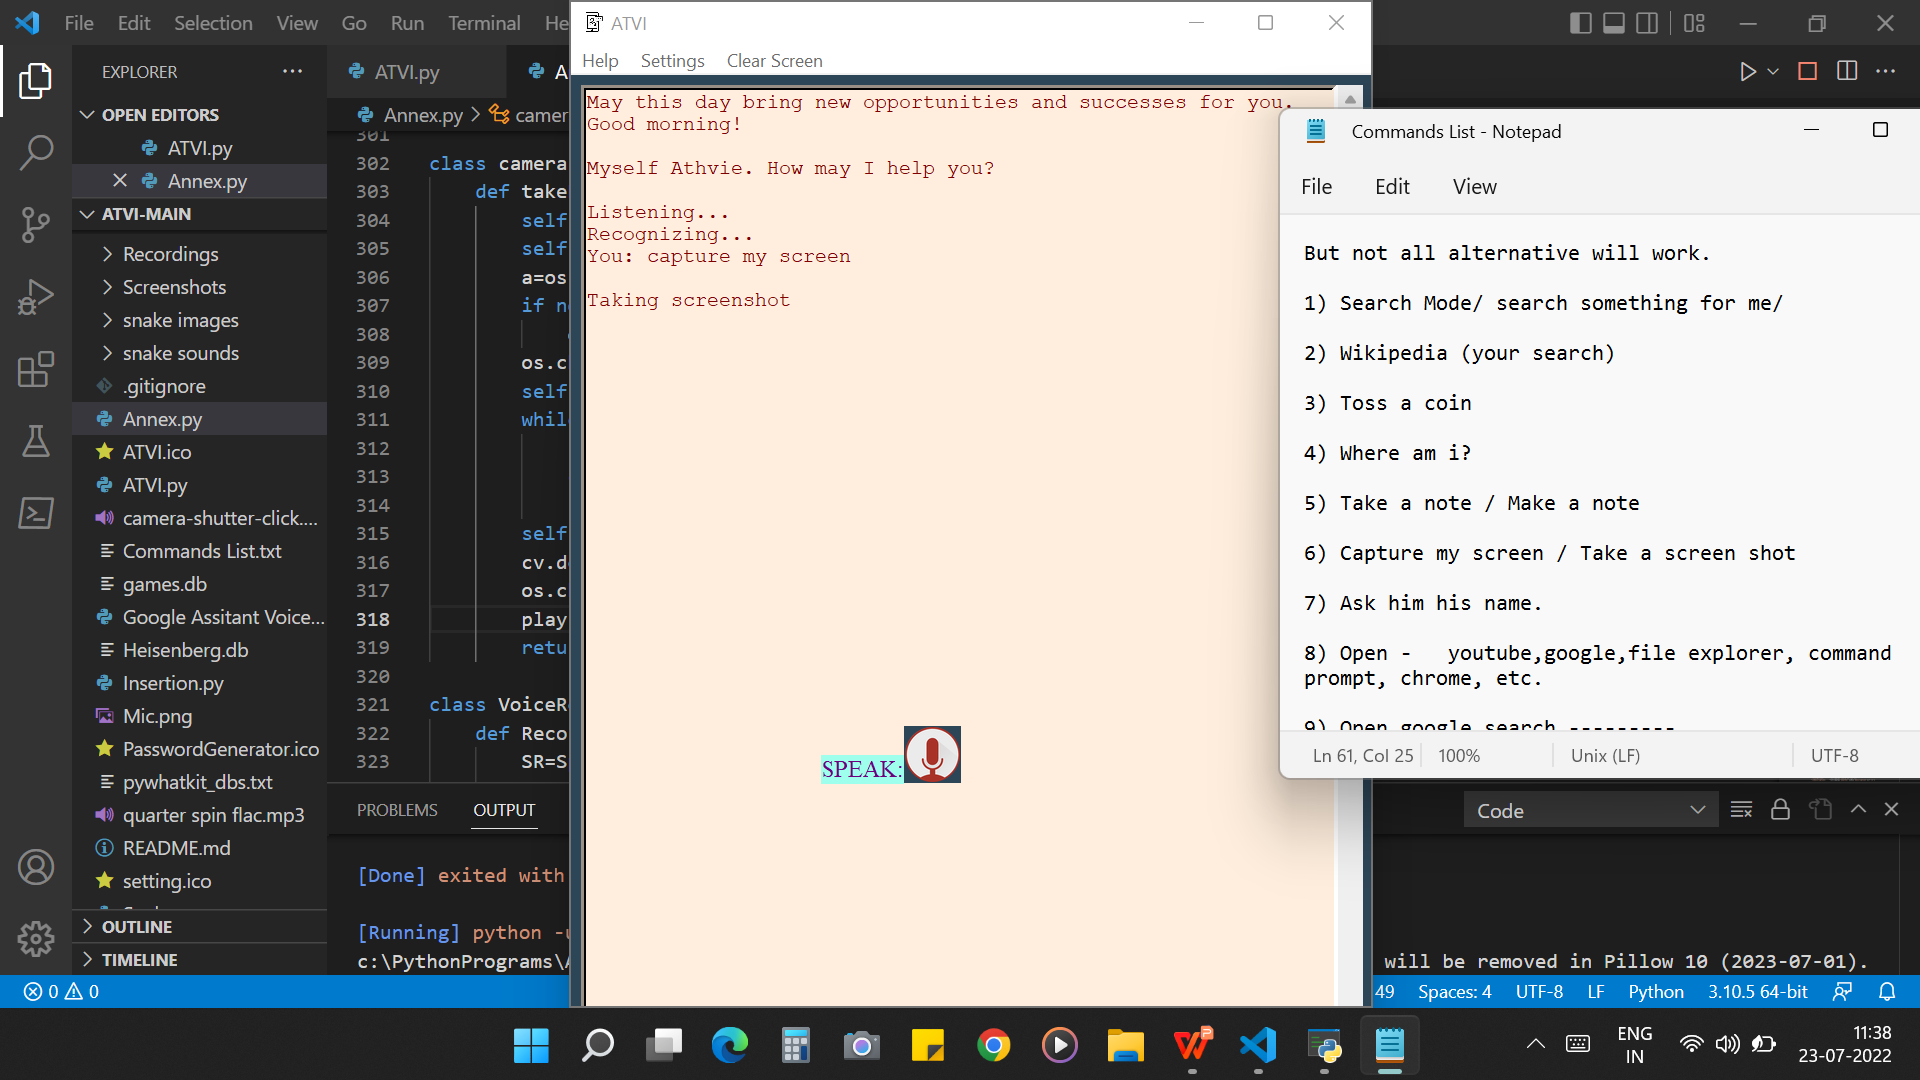 File Edit Selection View Go Run Terminal He
EXPLORER
OPEN EDITORS
ATVI.py
Annex.py
ATVI-MAIN
Recordings
Screenshots
snake images
snake sounds
.gitignore
Annex.py
ATVI.ico
ATVI.py
camera-shutter-click....
Commands List.txt
games.db
Google Assitant Voice...
Heisenberg.db
Insertion.py
Mic.png
PasswordGenerator.ico
pywhatkit_dbs.txt
quarter spin flac.mp3
README.md
setting.ico
OUTLINE
TIMELINE
0 0
ATVI.py A
Annex.py > camer
301
302 class camera
303 def take
304 self
305 self
306 a=os
307 if n
308
309 os.c
310 self
311 whil
312
313
314
315 self
316 cv.d
317 os.c
318 play
319 retu
320
321 class VoiceR
322 def Reco
323 SR=S
PROBLEMS OUTPUT
[Done] exited with
[Running] python -u
c:\PythonPrograms\A
ATVI
Help Settings Clear Screen
May this day bring new opportunities and successes for you.
Good morning!
Myself Athvie. How may I help you?
Listening...
Recognizing...
You: capture my screen
Taking screenshot
SPEAK:
Commands List - Notepad
File Edit View
But not all alternative will work.
1) Search Mode/ search something for me/
2) Wikipedia (your search)
3) Toss a coin
4) Where am i?
5) Take a note / Make a note
6) Capture my screen / Take a screen shot
7) Ask him his name.
8) Open - youtube,google,file explorer, command
prompt, chrome, etc.
9) Open google search ---------
Ln 61, Col 25 100% Unix (LF) UTF-8
Code
will be removed in Pillow 10 (2023-07-01).
49 Spaces: 4 UTF-8 LF Python 3.10.5 64-bit
ENG
IN
11:38
23-07-2022